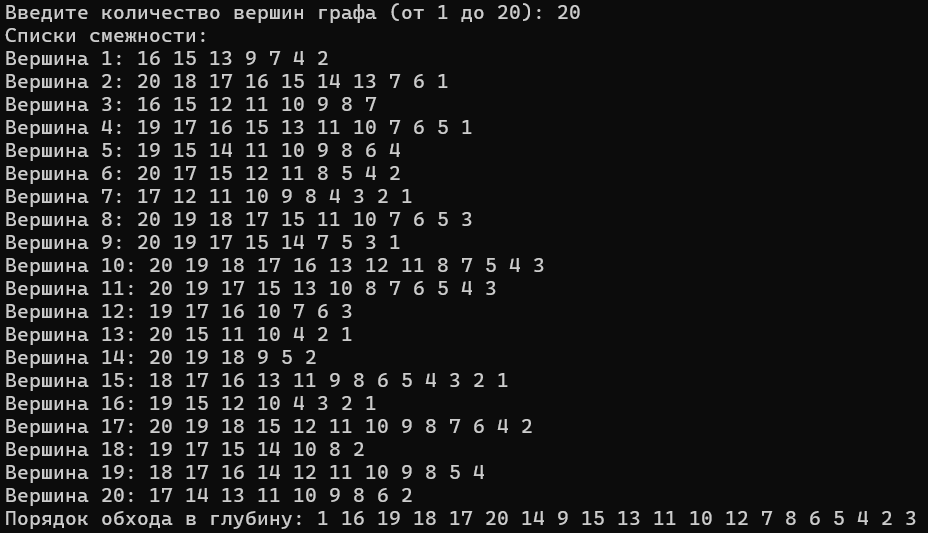 Введите количество вершин графа (от 1 до 20): 20
Списки смежности:
Вершина 1: 16 15 13 9 7 4 2
Вершина 2: 20 18 17 16 15 14 13 7 6 1
Вершина 3: 16 15 12 11 10 9 8 7
Вершина 4: 19 17 16 15 13 11 10 7 6 5 1
Вершина 5: 19 15 14 11 10 9 8 6 4
Вершина 6: 20 17 15 12 11 8 5 4 2
Вершина 7: 17 12 11 10 9 8 4 3 2 1
Вершина 8: 20 19 18 17 15 11 10 7 6 5 3
Вершина 9: 20 19 17 15 14 7 5 3 1
Вершина 10: 20 19 18 17 16 13 12 11 8 7 5 4 3
Вершина 11: 20 19 17 15 13 10 8 7 6 5 4 3
Вершина 12: 19 17 16 10 7 6 3
Вершина 13: 20 15 11 10 4 2 1
Вершина 14: 20 19 18 9 5 2
Вершина 15: 18 17 16 13 11 9 8 6 5 4 3 2 1
Вершина 16: 19 15 12 10 4 3 2 1
Вершина 17: 20 19 18 15 12 11 10 9 8 7 6 4 2
Вершина 18: 19 17 15 14 10 8 2
Вершина 19: 18 17 16 14 12 11 10 9 8 5 4
Вершина 20: 17 14 13 11 10 9 8 6 2
Порядок обхода в глубину: 1 16 19 18 17 20 14 9 15 13 11 10 12 7 8 6 5 4 2 3